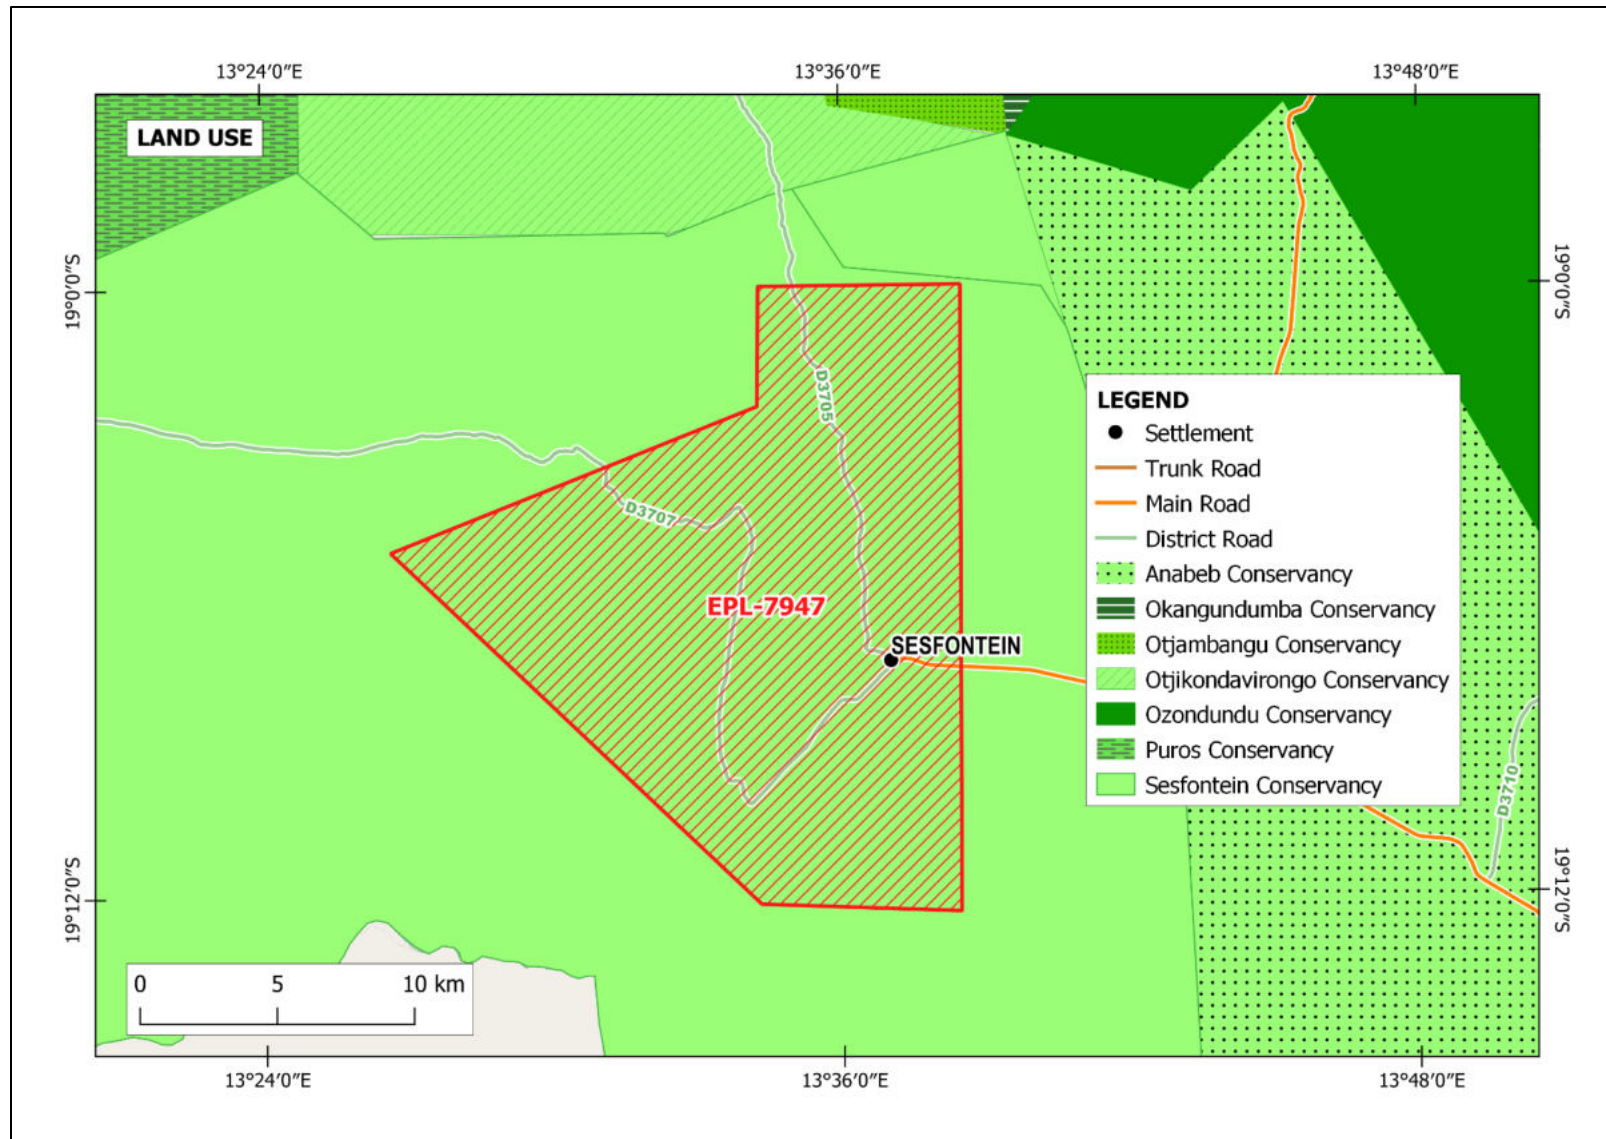 13°24′0″E
13°36′0″E
13°48′0″E
LAND USE
19°0′0″S
19°0′0″S
D3705
LEGEND
Settlement
Trunk Road
Main Road
District Road
Anabeb Conservancy
Okangundumba Conservancy
Otjambangu Conservancy
Otjikondavirongo Conservancy
Ozondundu Conservancy
Puros Conservancy
Sesfontein Conservancy
D3707
EPL-7947
SESFONTEIN
D3710
19°12′0″S
19°12′0″S
0 5 10 km
13°24′0″E
13°36′0″E
13°48′0″E